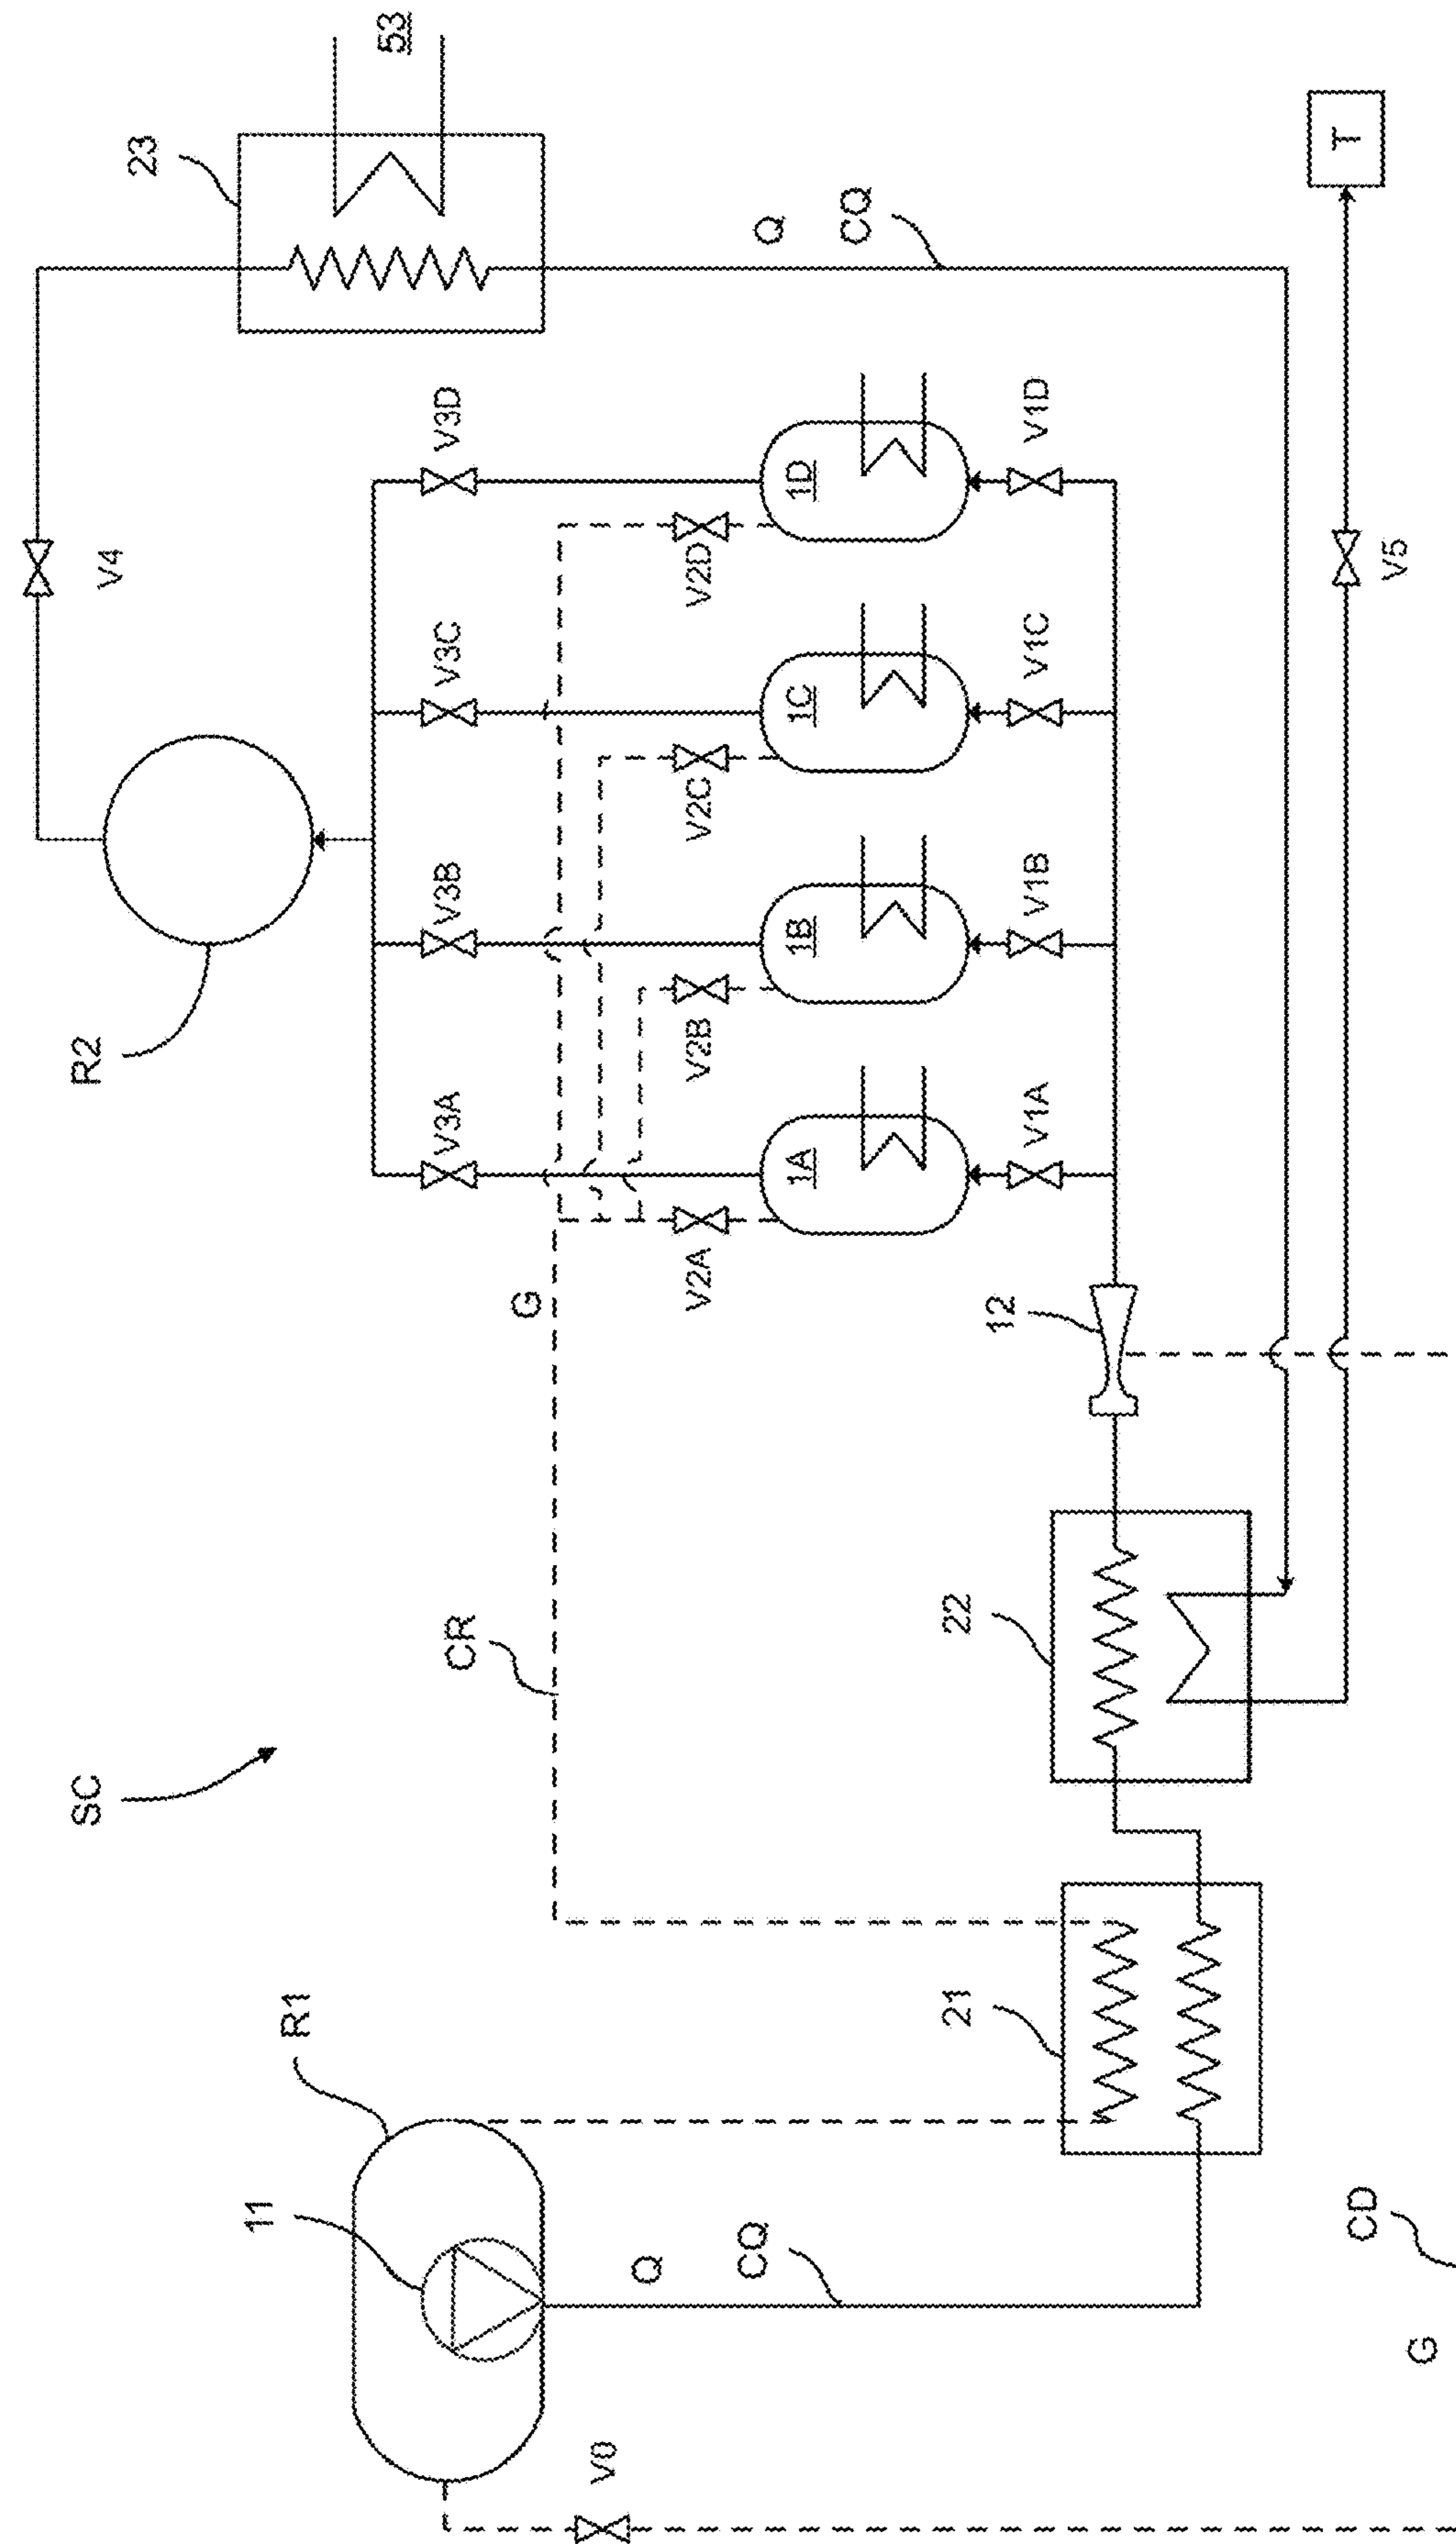 SC
R1
11
V0
Q
CQ
CD
G
21
CR
22
G
12
R2
V3A
V3B
V3C
V3D
V2A
V2B
V2C
V2D
1A
1B
1C
1D
V1A
V1B
V1C
V1D
V4
23
53
Q
CQ
V5
T